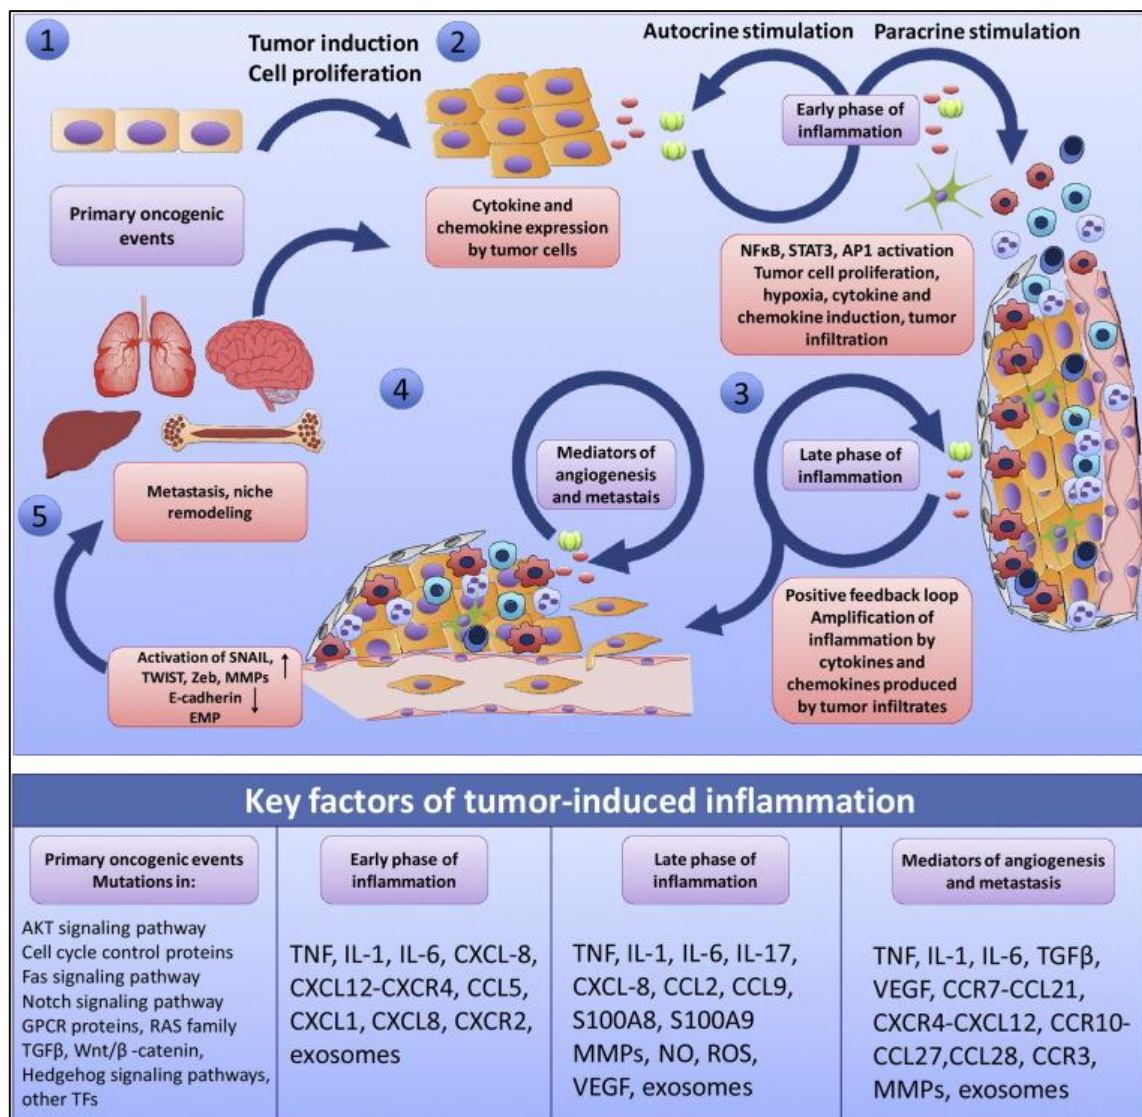 1
Tumor induction
Cell proliferation
2
Autocrine stimulation
Paracrine stimulation
Early phase of
inflammation
Primary oncogenic
events
Cytokine and
chemokine expression
by tumor cells
NFκB, STAT3, AP1 activation
Tumor cell proliferation,
hypoxia, cytokine and
chemokine induction, tumor
infiltration
3
Late phase of
inflammation
Positive feedback loop
Amplification of
inflammation by
cytokines and
chemokines produced
by tumor infiltrates
4
Mediators of
angiogenesis
and metastais
5
Metastasis, niche
remodeling
Activation of SNAIL, ↑
TWIST, Zeb, MMPs
E-cadherin ↓
EMP
Key factors of tumor-induced inflammation
Primary oncogenic events
Mutations in:
AKT signaling pathway
Cell cycle control proteins
Fas signaling pathway
Notch signaling pathway
GPCR proteins, RAS family
TGFβ, Wnt/β -catenin,
Hedgehog signaling pathways,
other TFs
Early phase of
inflammation
TNF, IL-1, IL-6, CXCL-8,
CXCL12-CXCR4, CCL5,
CXCL1, CXCL8, CXCR2,
exosomes
Late phase of
inflammation
TNF, IL-1, IL-6, IL-17,
CXCL-8, CCL2, CCL9,
S100A8, S100A9
MMPs, NO, ROS,
VEGF, exosomes
Mediators of angiogenesis
and metastasis
TNF, IL-1, IL-6, TGFβ,
VEGF, CCR7-CCL21,
CXCR4-CXCL12, CCR10-
CCL27,CCL28, CCR3,
MMPs, exosomes